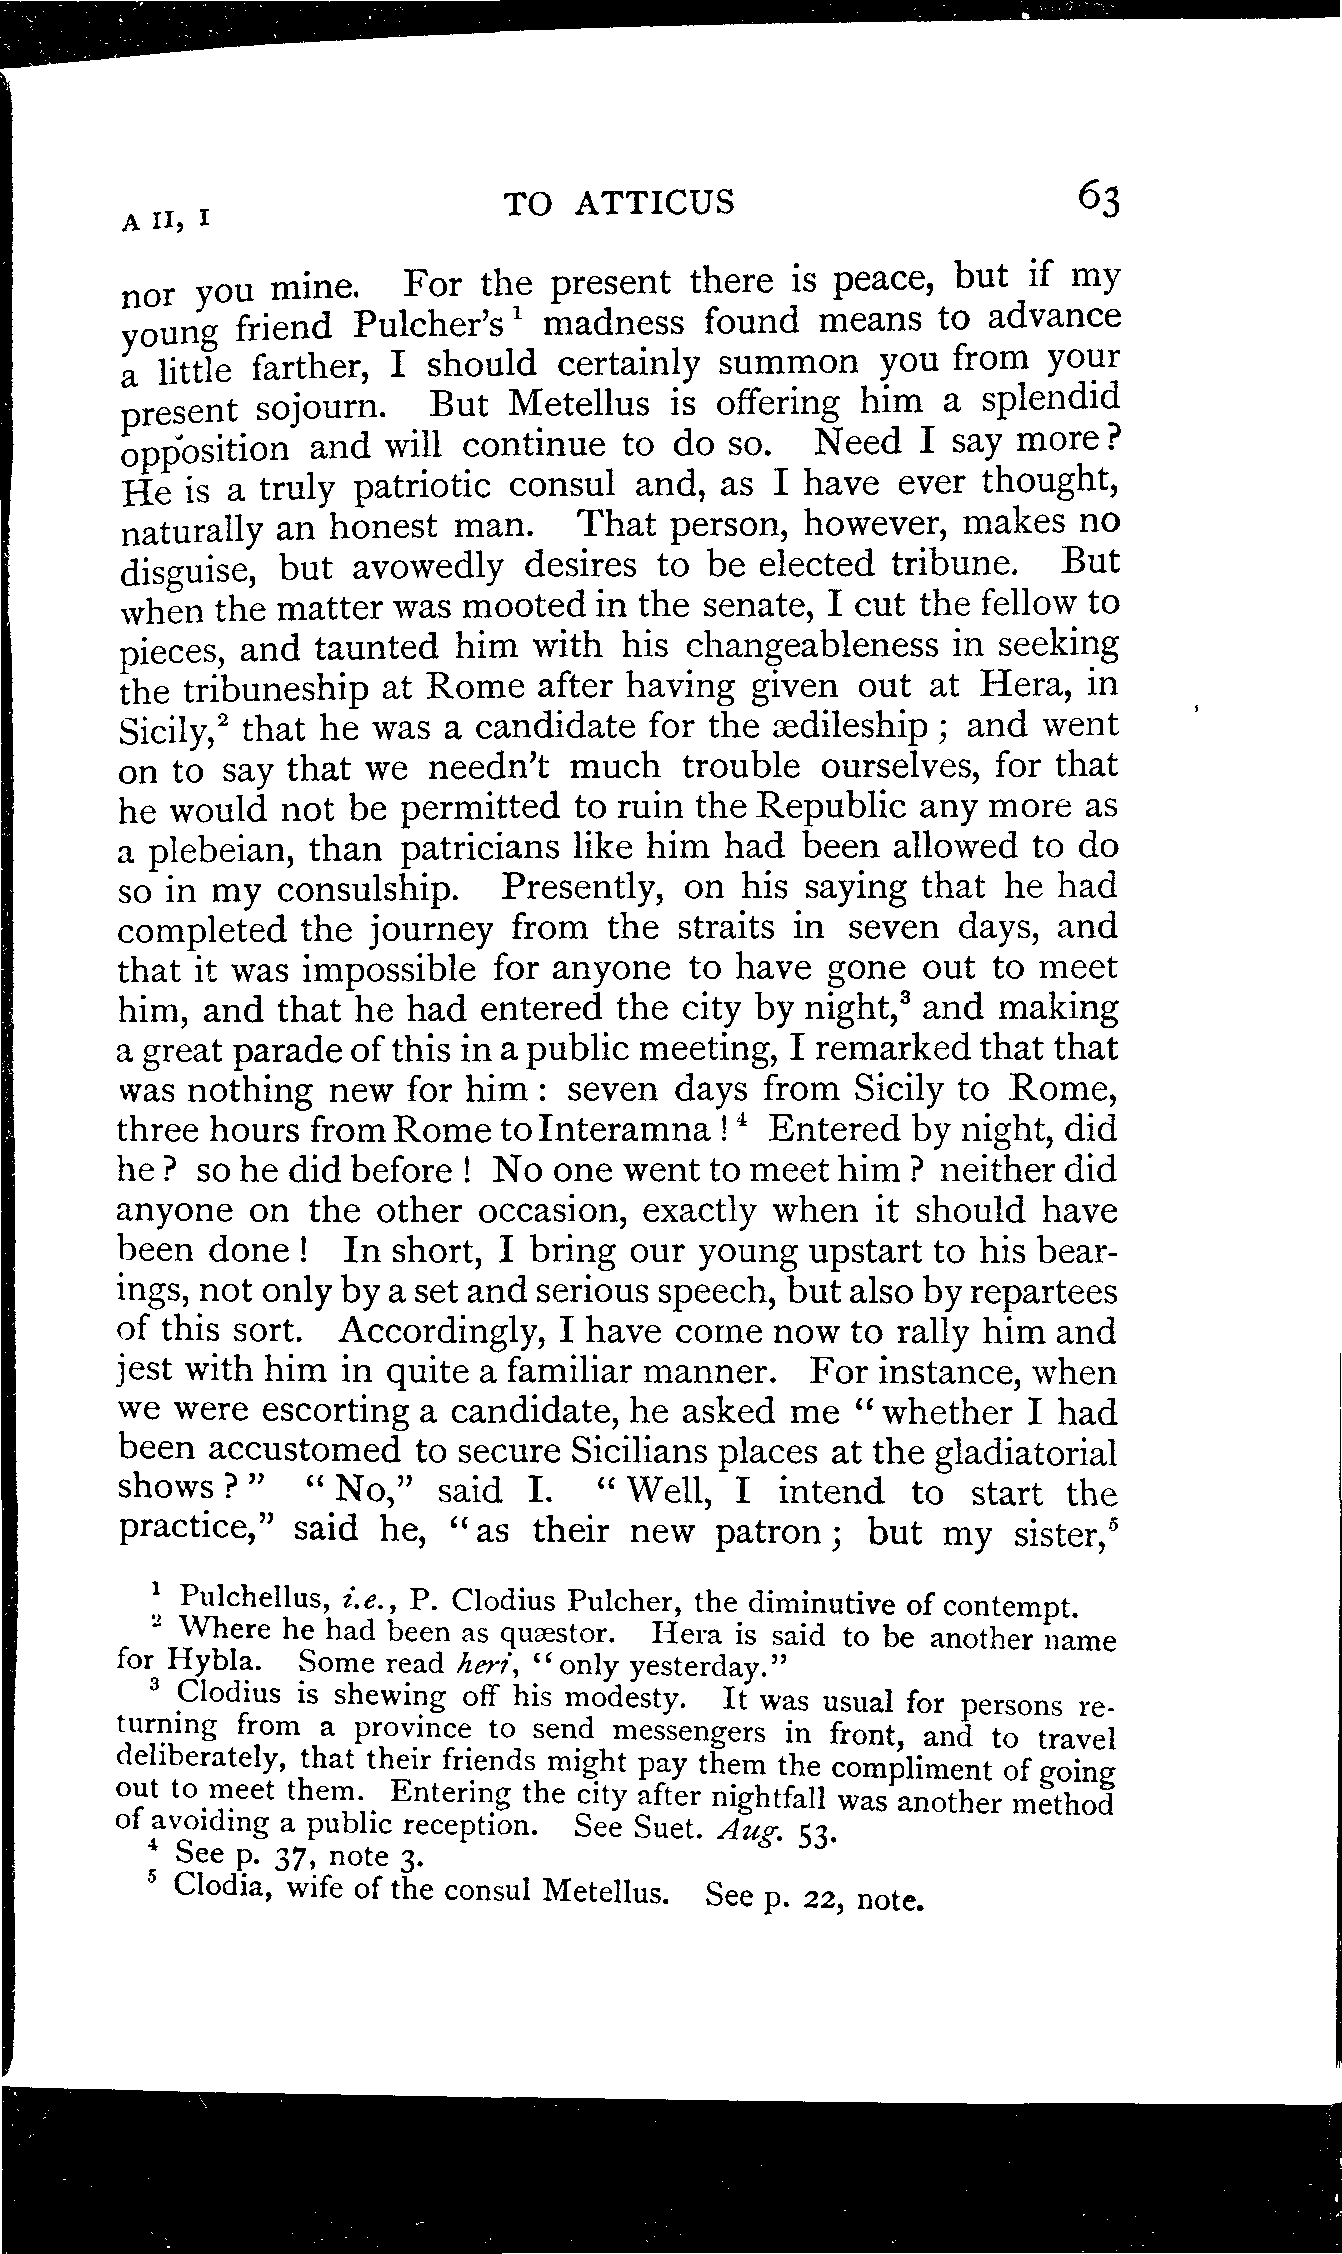 A II, I TO ATTICUS 63
nor you mine. For the present there is peace, but if my
young friend Pulcher's¹ madness found means to advance
a little farther, I should certainly summon you from your
present sojourn. But Metellus is offering him a splendid
opposition and will continue to do so. Need I say more?
He is a truly patriotic consul and, as I have ever thought,
naturally an honest man. That person, however, makes no
disguise, but avowedly desires to be elected tribune. But
when the matter was mooted in the senate, I cut the fellow to
pieces, and taunted him with his changeableness in seeking
the tribuneship at Rome after having given out at Hera, in
Sicily,² that he was a candidate for the ædileship; and went
on to say that we needn't much trouble ourselves, for that
he would not be permitted to ruin the Republic any more as
a plebeian, than patricians like him had been allowed to do
so in my consulship. Presently, on his saying that he had
completed the journey from the straits in seven days, and
that it was impossible for anyone to have gone out to meet
him, and that he had entered the city by night,³ and making
a great parade of this in a public meeting, I remarked that that
was nothing new for him: seven days from Sicily to Rome,
three hours from Rome to Interamna!⁴ Entered by night, did
he? so he did before! No one went to meet him? neither did
anyone on the other occasion, exactly when it should have
been done! In short, I bring our young upstart to his bear-
ings, not only by a set and serious speech, but also by repartees
of this sort. Accordingly, I have come now to rally him and
jest with him in quite a familiar manner. For instance, when
we were escorting a candidate, he asked me "whether I had
been accustomed to secure Sicilians places at the gladiatorial
shows?" "No," said I. "Well, I intend to start the
practice," said he, "as their new patron; but my sister,⁵
¹ Pulchellus, i.e., P. Clodius Pulcher, the diminutive of contempt.
² Where he had been as quæstor. Hera is said to be another name
for Hybla. Some read heri, "only yesterday."
³ Clodius is shewing off his modesty. It was usual for persons re-
turning from a province to send messengers in front, and to travel
deliberately, that their friends might pay them the compliment of going
out to meet them. Entering the city after nightfall was another method
of avoiding a public reception. See Suet. Aug. 53.
⁴ See p. 37, note 3.
⁵ Clodia, wife of the consul Metellus. See p. 22, note.